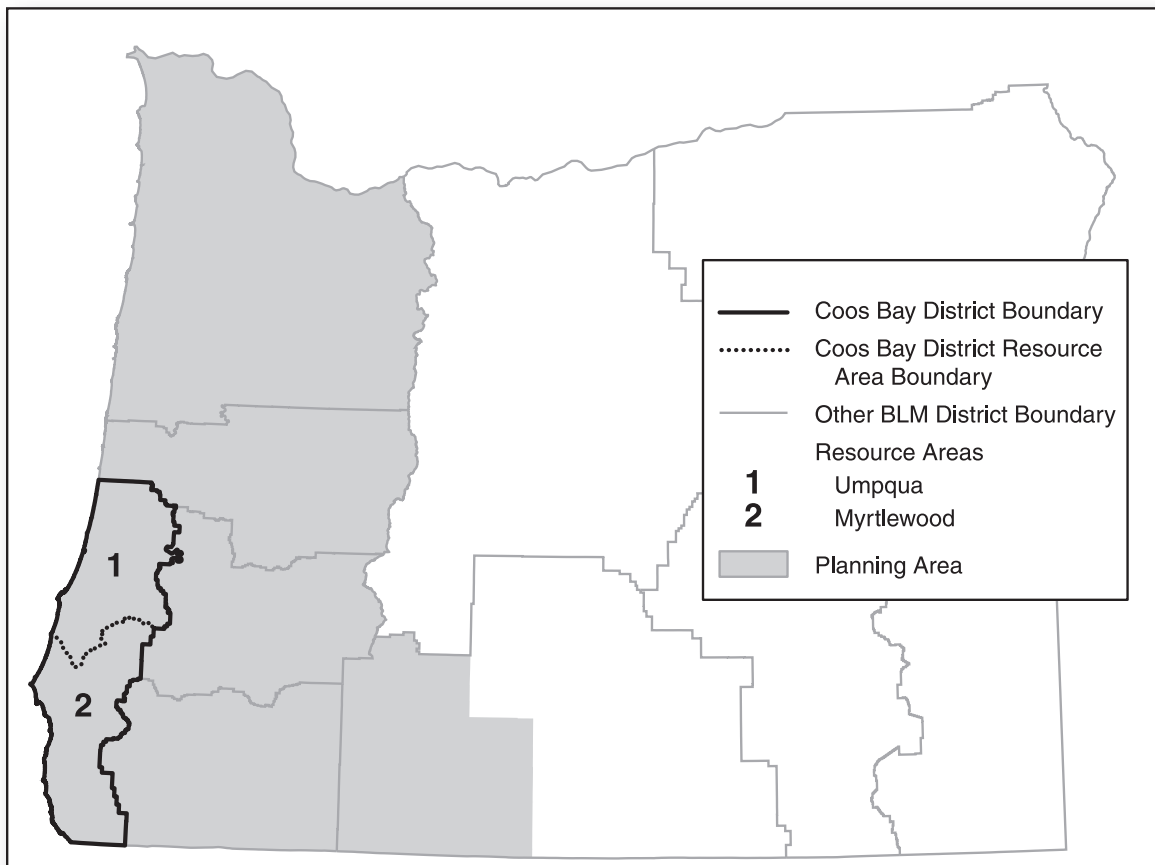 Coos Bay District Boundary
Coos Bay District Resource
Area Boundary
Other BLM District Boundary
Resource Areas
1 Umpqua
2 Myrtlewood
Planning Area
1
2